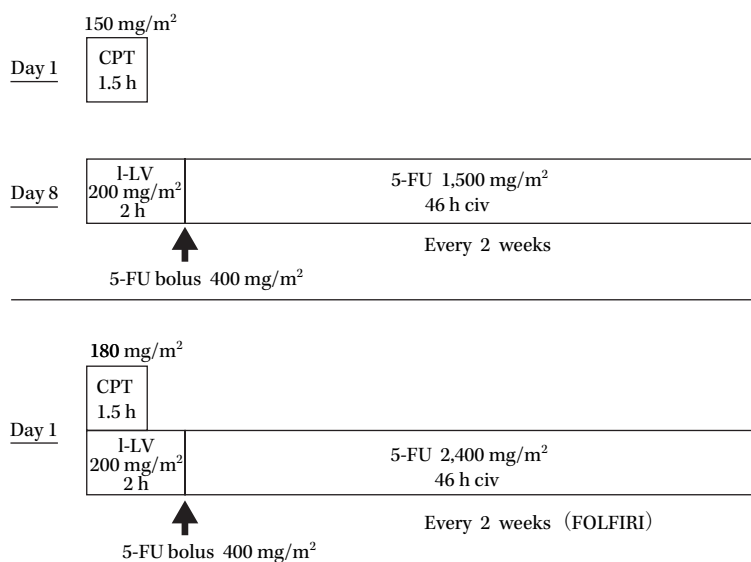 150 mg/m²
Day 1
CPT
1.5 h
Day 8
l-LV
200 mg/m²
2 h
5-FU 1,500 mg/m²
46 h civ
Every 2 weeks
5-FU bolus 400 mg/m²
180 mg/m²
CPT
1.5 h
Day 1
l-LV
200 mg/m²
2 h
5-FU 2,400 mg/m²
46 h civ
Every 2 weeks（FOLFIRI）
5-FU bolus 400 mg/m²